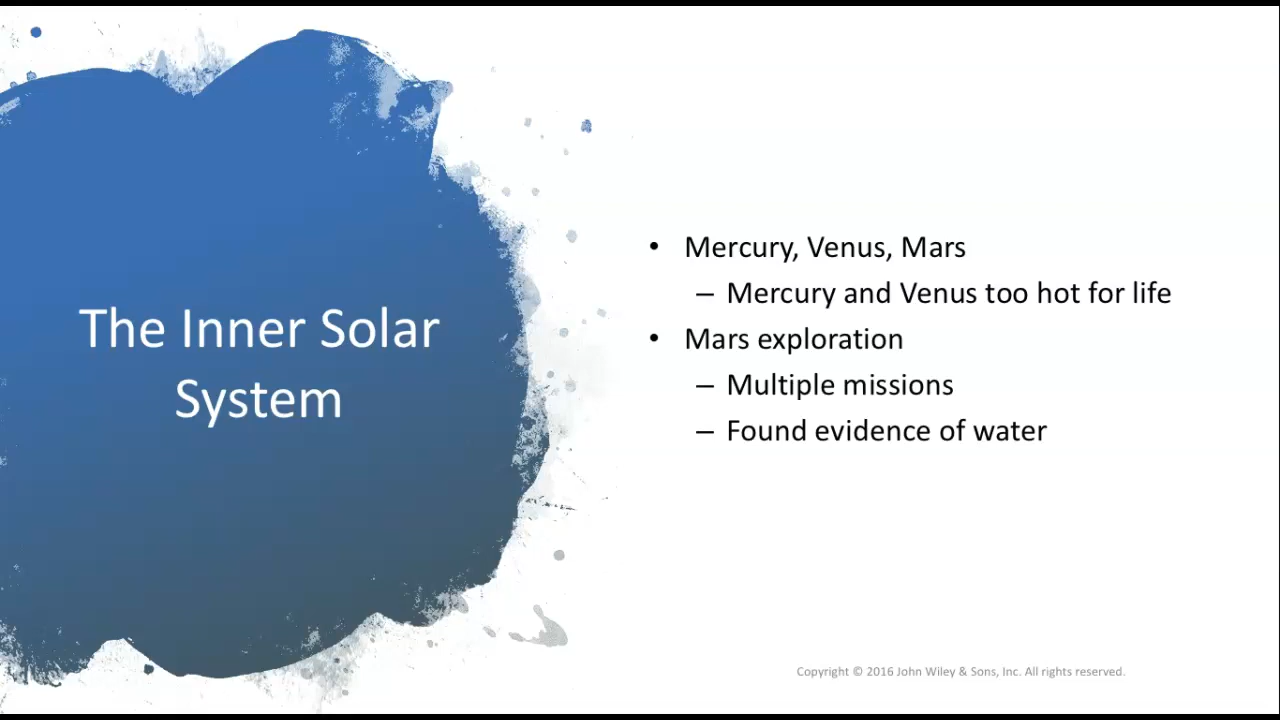 The Inner Solar
System
• Mercury, Venus, Mars
– Mercury and Venus too hot for life
• Mars exploration
– Multiple missions
– Found evidence of water
Copyright © 2016 John Wiley & Sons, Inc. All rights reserved.